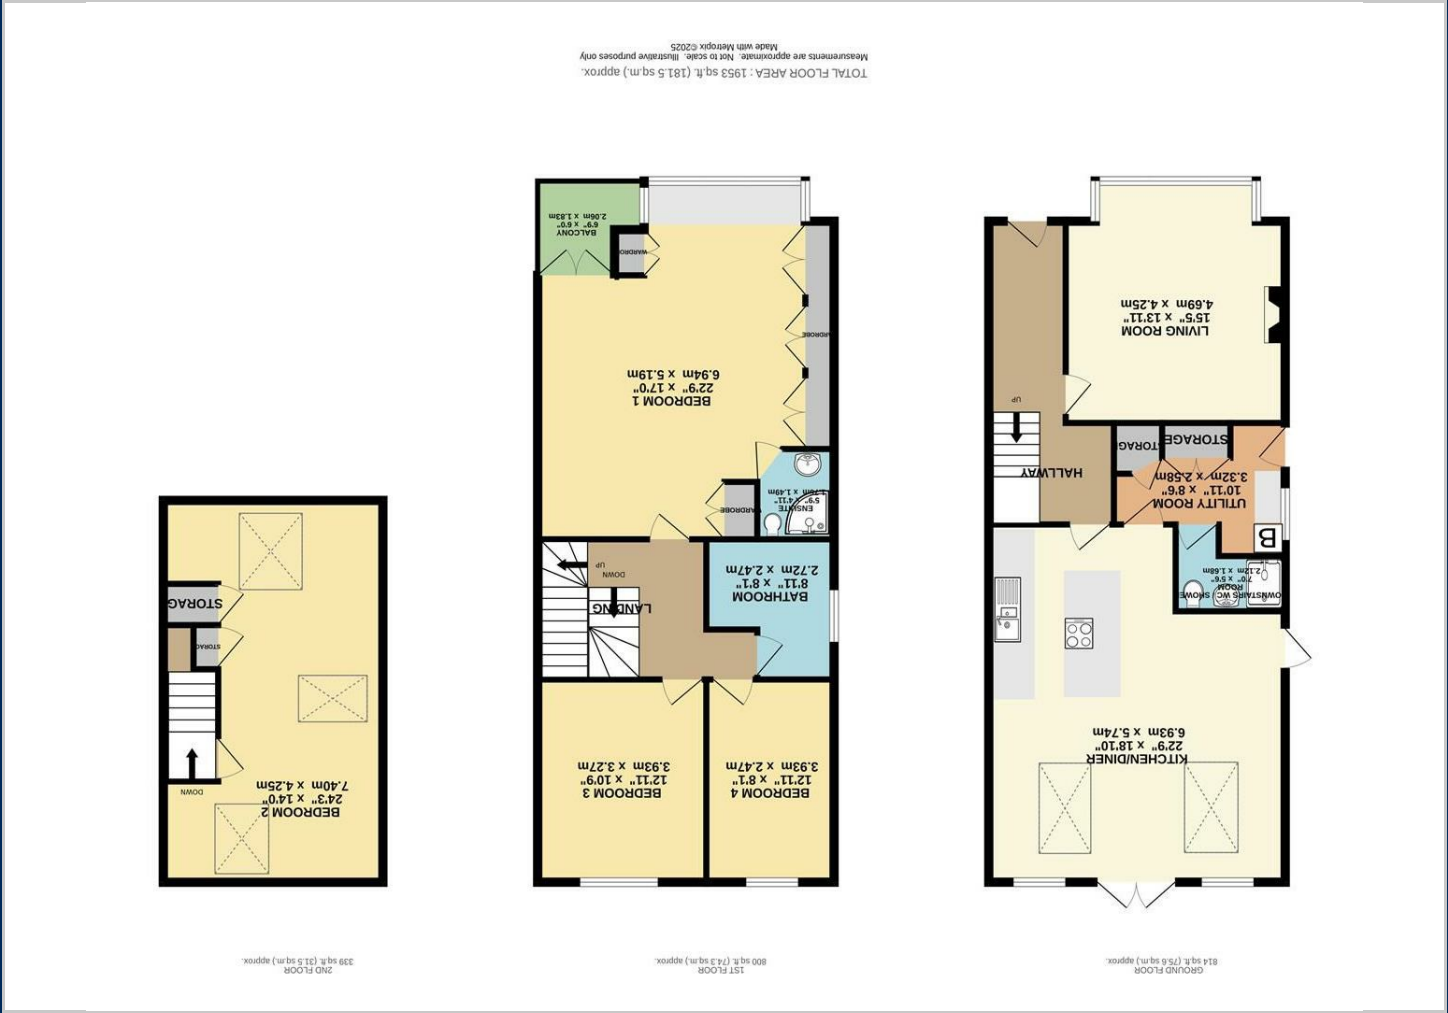 GROUND FLOOR
814 sq.ft. (75.6 sq.m.) approx.
KITCHEN/DINER
22'9" x 18'10"
6.93m x 5.74m
DOWNSTAIRS WC / SHOWER
ROOM
7'0" x 5'6"
2.12m x 1.68m
B
UTILITY ROOM
10'11" x 8'6"
3.32m x 2.58m
HALLWAY
STORAGE
STORAGE
UP
LIVING ROOM
15'5" x 13'11"
4.69m x 4.25m
1ST FLOOR
800 sq.ft. (74.3 sq.m.) approx.
BEDROOM 4
12'11" x 8'1"
3.93m x 2.47m
BEDROOM 3
12'11" x 10'9"
3.93m x 3.27m
LANDING
BATHROOM
8'11" x 8'1"
2.72m x 2.47m
DOWN
UP
ENSUITE
5'9" x 4'11"
1.76m x 1.49m
WARDROBE
BEDROOM 1
22'9" x 17'0"
6.94m x 5.19m
WARDROBE
WARDROBE
BALCONY
6'9" x 6'0"
2.06m x 1.83m
2ND FLOOR
339 sq.ft. (31.5 sq.m.) approx.
BEDROOM 2
24'3" x 14'0"
7.40m x 4.25m
DOWN
STORAGE
STORAGE
TOTAL FLOOR AREA : 1953 sq.ft. (181.5 sq.m.) approx.
Measurements are approximate. Not to scale. Illustrative purposes only
Made with Metropix ©2025